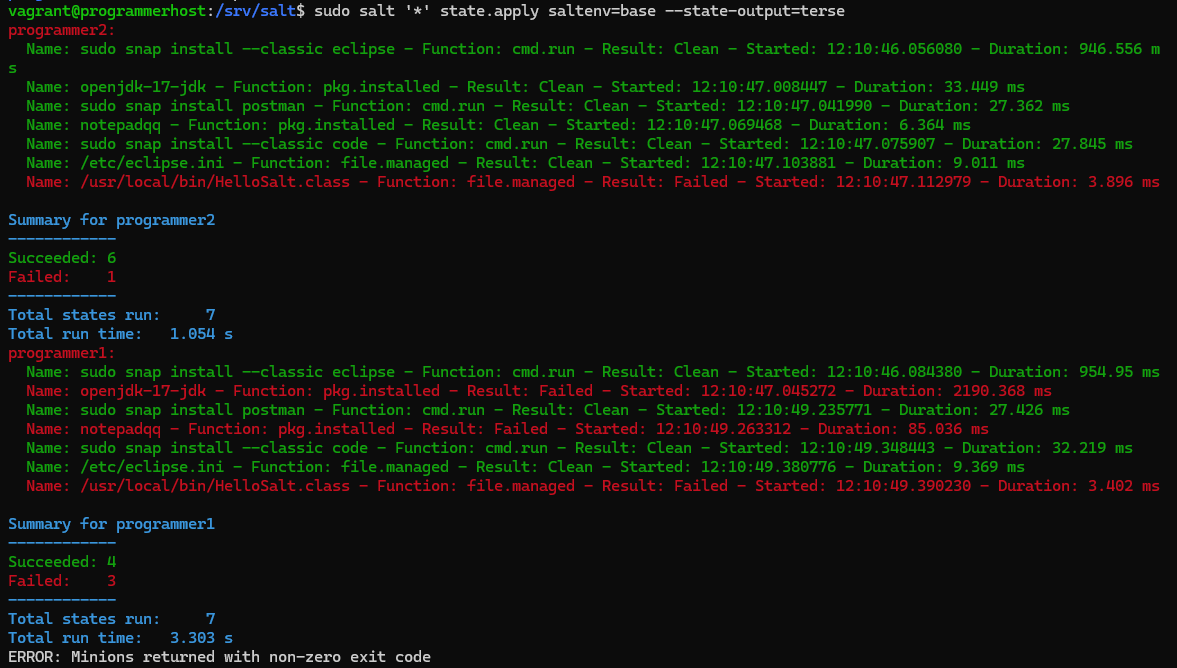 vagrant@programmerhost:/srv/salt$ sudo salt '*' state.apply saltenv=base --state-output=terse
programmer2:
  Name: sudo snap install --classic eclipse - Function: cmd.run - Result: Clean - Started: 12:10:46.056080 - Duration: 946.556 m
s
  Name: openjdk-17-jdk - Function: pkg.installed - Result: Clean - Started: 12:10:47.008447 - Duration: 33.449 ms
  Name: sudo snap install postman - Function: cmd.run - Result: Clean - Started: 12:10:47.041990 - Duration: 27.362 ms
  Name: notepadqq - Function: pkg.installed - Result: Clean - Started: 12:10:47.069468 - Duration: 6.364 ms
  Name: sudo snap install --classic code - Function: cmd.run - Result: Clean - Started: 12:10:47.075907 - Duration: 27.845 ms
  Name: /etc/eclipse.ini - Function: file.managed - Result: Clean - Started: 12:10:47.103881 - Duration: 9.011 ms
  Name: /usr/local/bin/HelloSalt.class - Function: file.managed - Result: Failed - Started: 12:10:47.112979 - Duration: 3.896 ms
Summary for programmer2
------------
Succeeded: 6
Failed:    1
------------
Total states run:     7
Total run time:   1.054 s
programmer1:
  Name: sudo snap install --classic eclipse - Function: cmd.run - Result: Clean - Started: 12:10:46.084380 - Duration: 954.95 ms
  Name: openjdk-17-jdk - Function: pkg.installed - Result: Failed - Started: 12:10:47.045272 - Duration: 2190.368 ms
  Name: sudo snap install postman - Function: cmd.run - Result: Clean - Started: 12:10:49.235771 - Duration: 27.426 ms
  Name: notepadqq - Function: pkg.installed - Result: Failed - Started: 12:10:49.263312 - Duration: 85.036 ms
  Name: sudo snap install --classic code - Function: cmd.run - Result: Clean - Started: 12:10:49.348443 - Duration: 32.219 ms
  Name: /etc/eclipse.ini - Function: file.managed - Result: Clean - Started: 12:10:49.380776 - Duration: 9.369 ms
  Name: /usr/local/bin/HelloSalt.class - Function: file.managed - Result: Failed - Started: 12:10:49.390230 - Duration: 3.402 ms
Summary for programmer1
------------
Succeeded: 4
Failed:    3
------------
Total states run:     7
Total run time:   3.303 s
ERROR: Minions returned with non-zero exit code